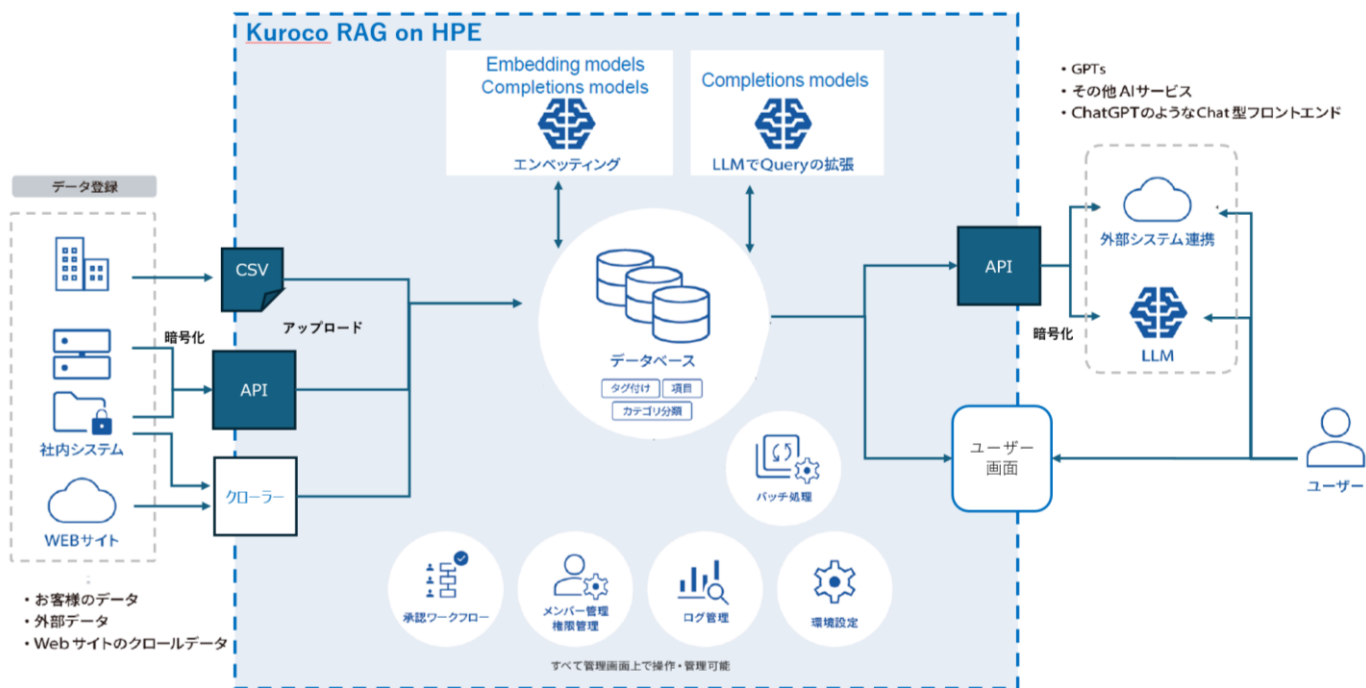 Kuroco RAG on HPE
Embedding models
Completions models
エンベッティング
Completions models
LLMでQueryの拡張
・GPTs
・その他AIサービス
・ChatGPTのようなChat型フロントエンド
データ登録
CSV
アップロード
暗号化
API
社内システム
クローラー
WEBサイト
・お客様のデータ
・外部データ
・Webサイトのクロールデータ
データベース
タグ付け
項目
カテゴリ分類
バッチ処理
承認ワークフロー
メンバー管理
権限管理
ログ管理
環境設定
すべて管理画面上で操作・管理可能
API
暗号化
外部システム連携
LLM
ユーザー
画面
ユーザー